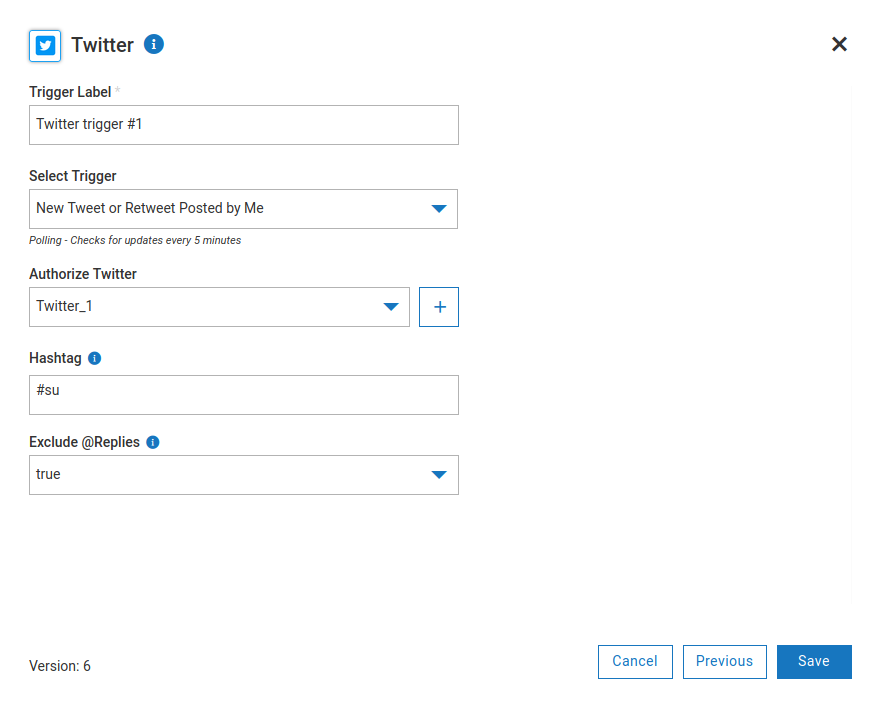 Twitter
Trigger Label *
Twitter trigger #1
Select Trigger
New Tweet or Retweet Posted by Me
Polling - Checks for updates every 5 minutes
Authorize Twitter
Twitter_1
+
Hashtag
#su
Exclude @Replies
true
Version: 6
Cancel
Previous
Save